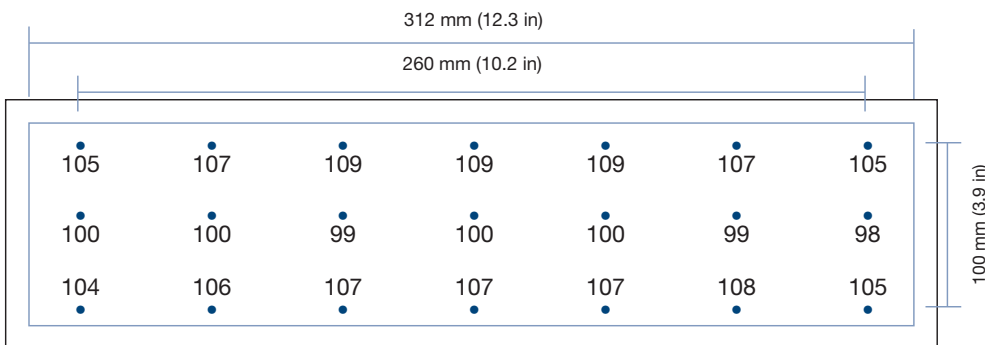 312 mm (12.3 in)
260 mm (10.2 in)
105 107 109 109 109 107 105
100 100 99 100 100 99 98
104 106 107 107 107 108 105
100 mm (3.9 in)